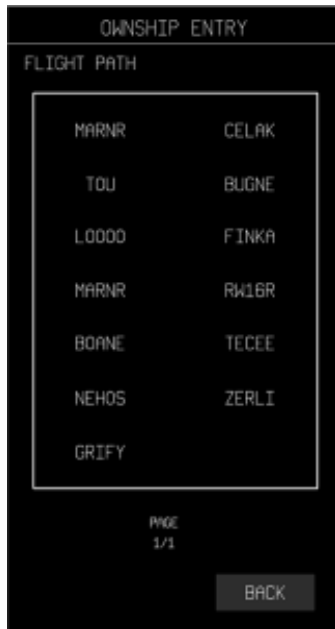 OWNSHIP ENTRY
FLIGHT PATH
MARNR CELAK
TOU BUGNE
LOOOO FINKA
MARNR RW16R
BOANE TECEE
NEHOS ZERLI
GRIFY
PAGE
1/1
BACK